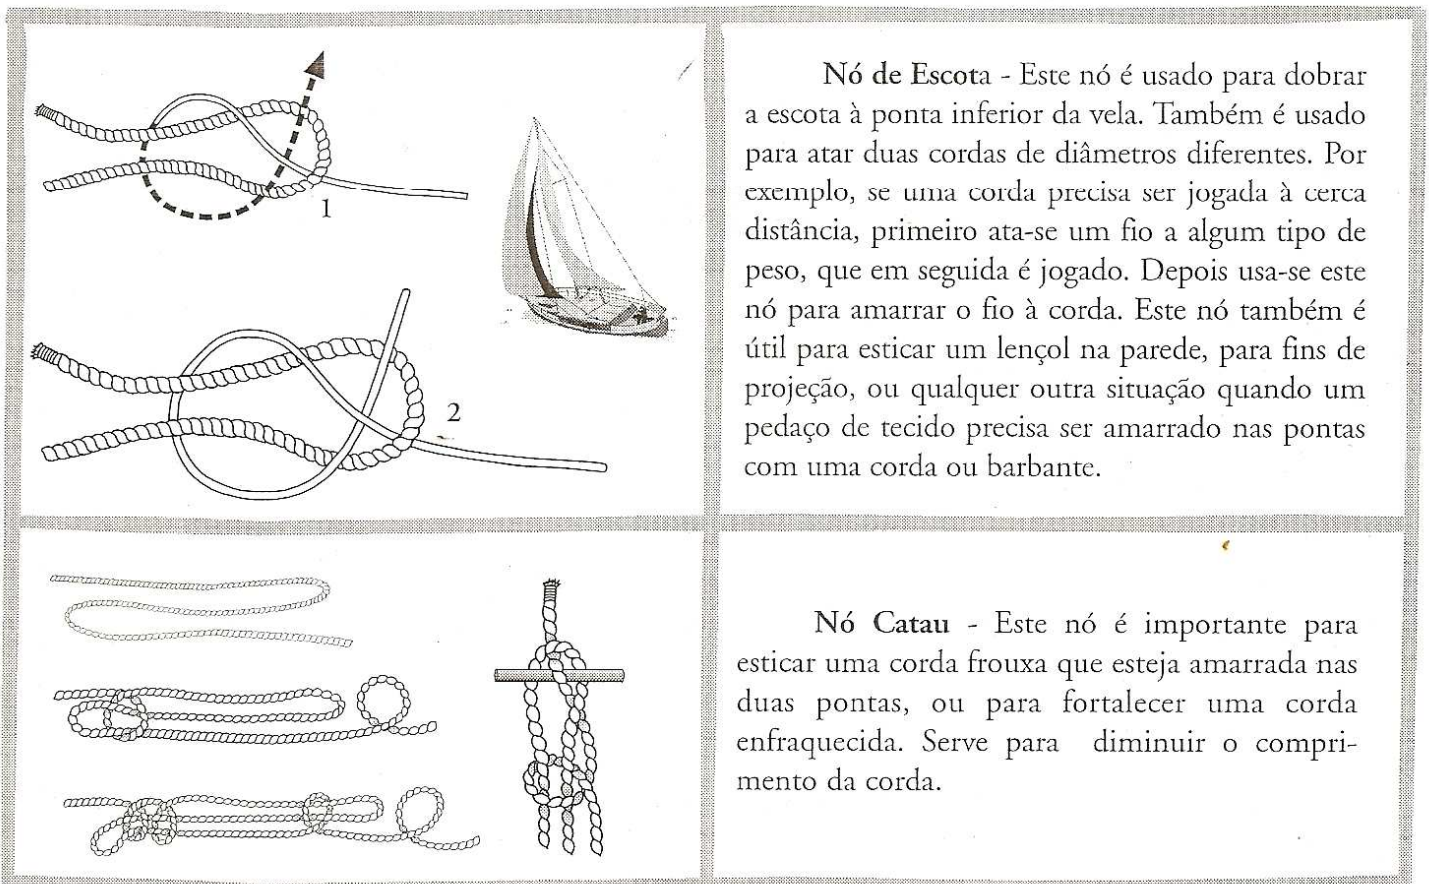 1
2
Nó de Escota - Este nó é usado para dobrar
a escota à ponta inferior da vela. Também é usado
para atar duas cordas de diâmetros diferentes. Por
exemplo, se uma corda precisa ser jogada à cerca
distância, primeiro ata-se um fio a algum tipo de
peso, que em seguida é jogado. Depois usa-se este
nó para amarrar o fio à corda. Este nó também é
útil para esticar um lençol na parede, para fins de
projeção, ou qualquer outra situação quando um
pedaço de tecido precisa ser amarrado nas pontas
com uma corda ou barbante.
Nó Catau - Este nó é importante para
esticar uma corda frouxa que esteja amarrada nas
duas pontas, ou para fortalecer uma corda
enfraquecida. Serve para diminuir o compri-
mento da corda.